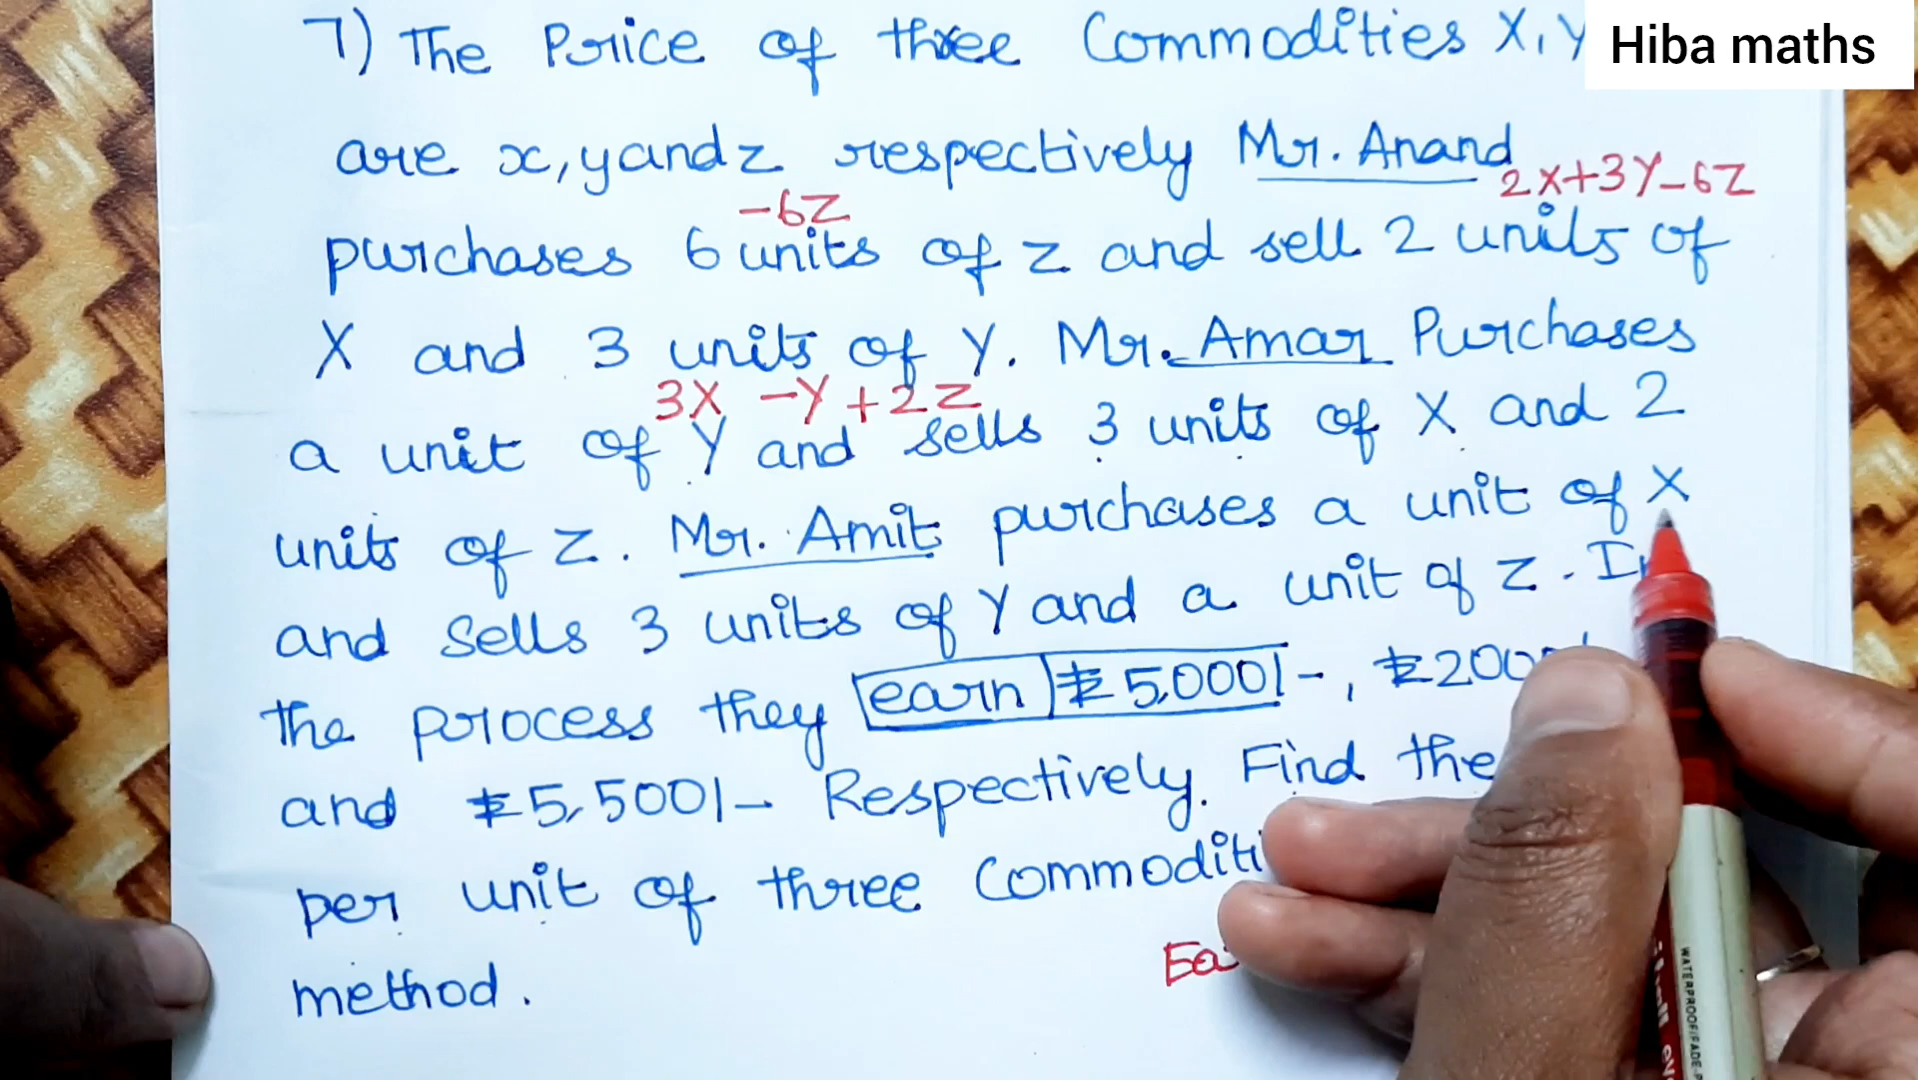 7) The Price of three Commodities X, Y
Hiba maths
are x, y and z respectively Mr. Anand
2X+3Y-6Z
-6Z
purchases 6 units of z and sell 2 units of
X and 3 units of Y. Mr. Amar Purchases
3X -Y +2Z
a unit of Y and sells 3 units of X and 2
units of Z. Mr. Amit purchases a unit of X
and sells 3 units of Y and a unit of Z. In
the process they earn ₹ 5,000/-, ₹200
and ₹5,500/- Respectively. Find the
per unit of three Commoditi
Ea
method.